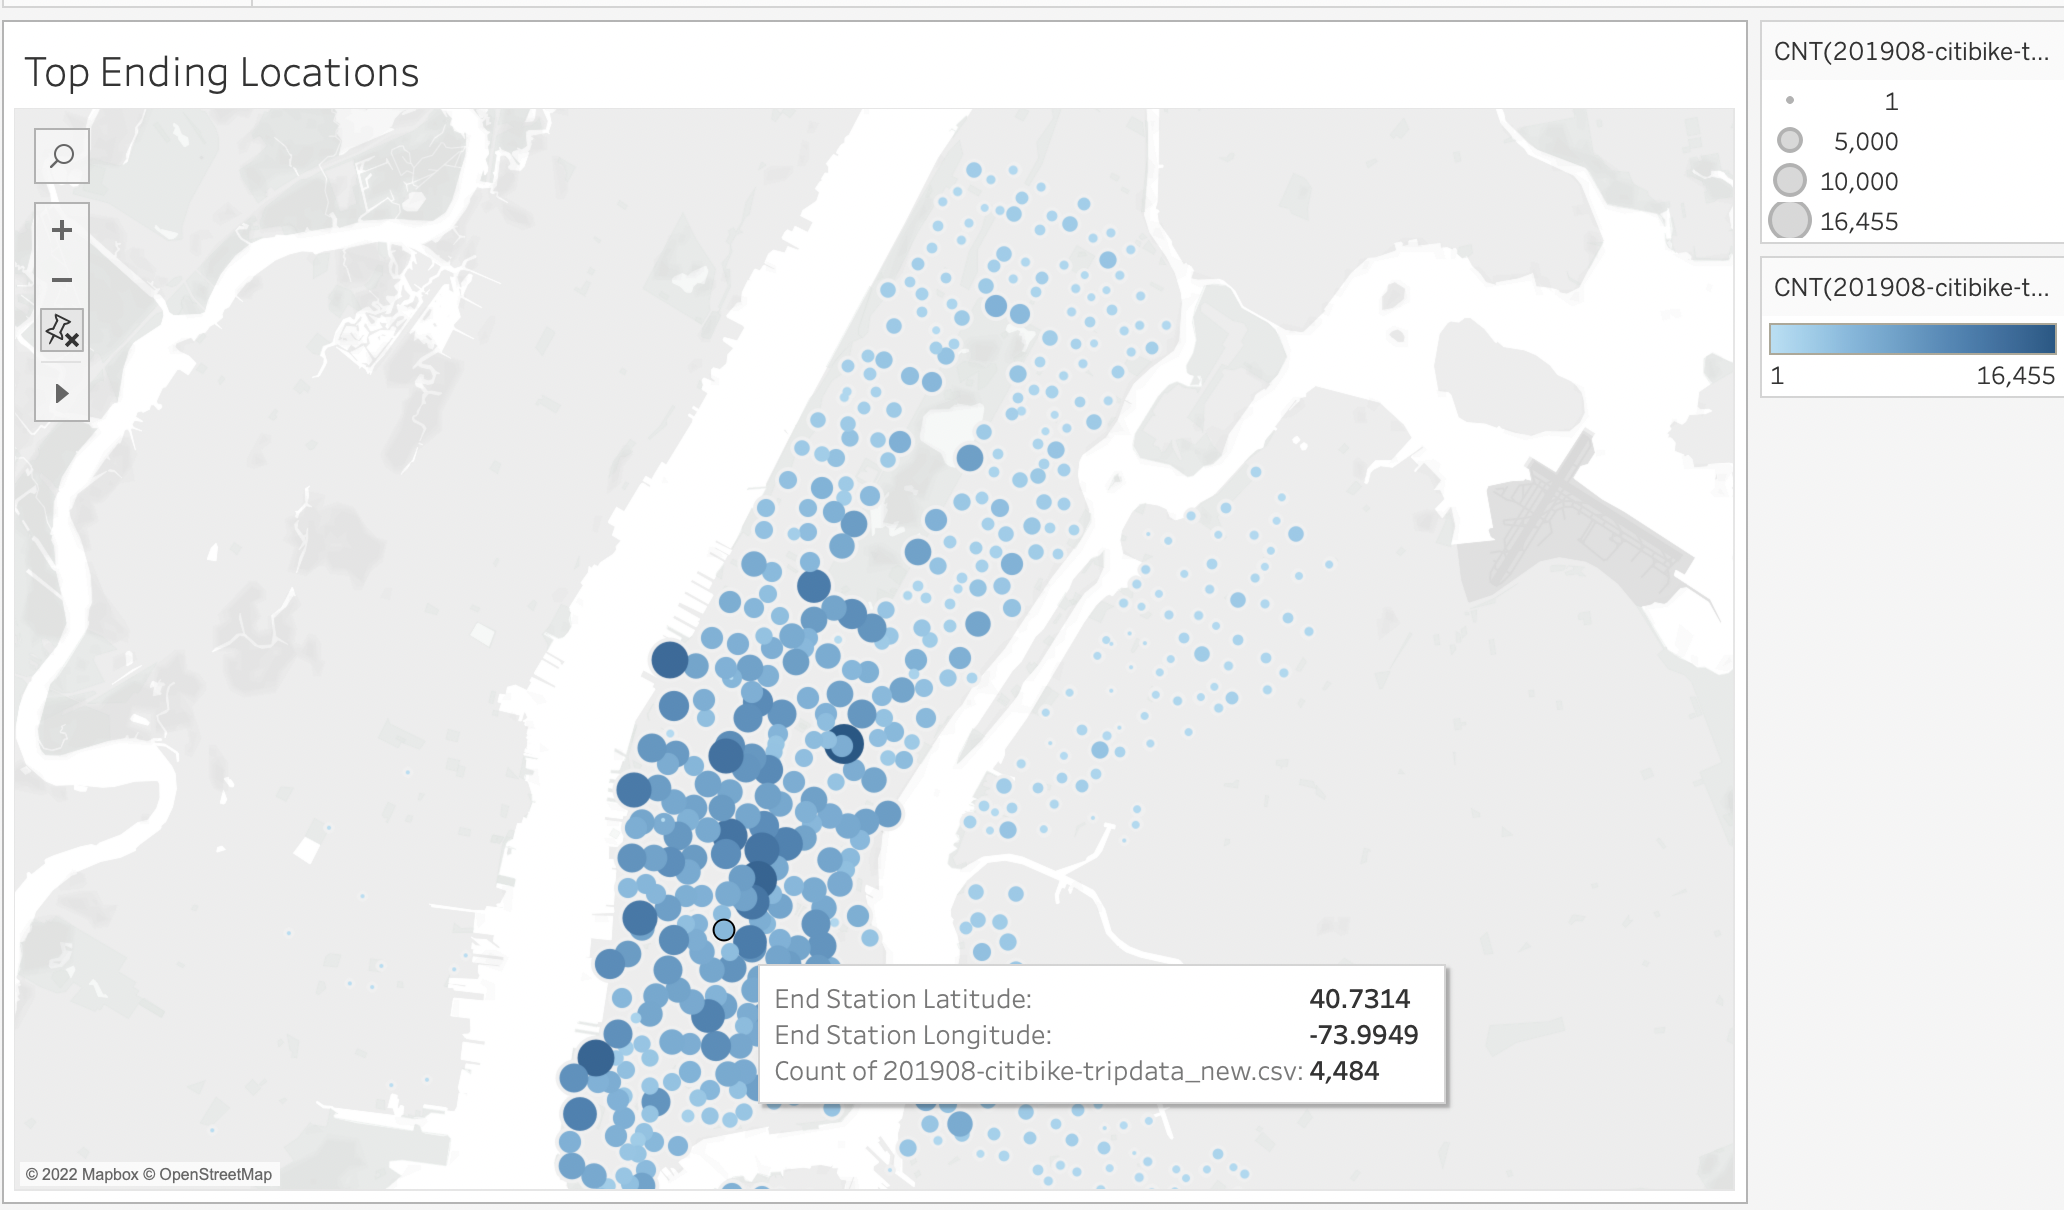 Top Ending Locations
CNT(201908-citibike-t...
1
5,000
10,000
16,455
CNT(201908-citibike-t...
1 16,455
End Station Latitude: 40.7314
End Station Longitude: -73.9949
Count of 201908-citibike-tripdata_new.csv: 4,484
© 2022 Mapbox © OpenStreetMap